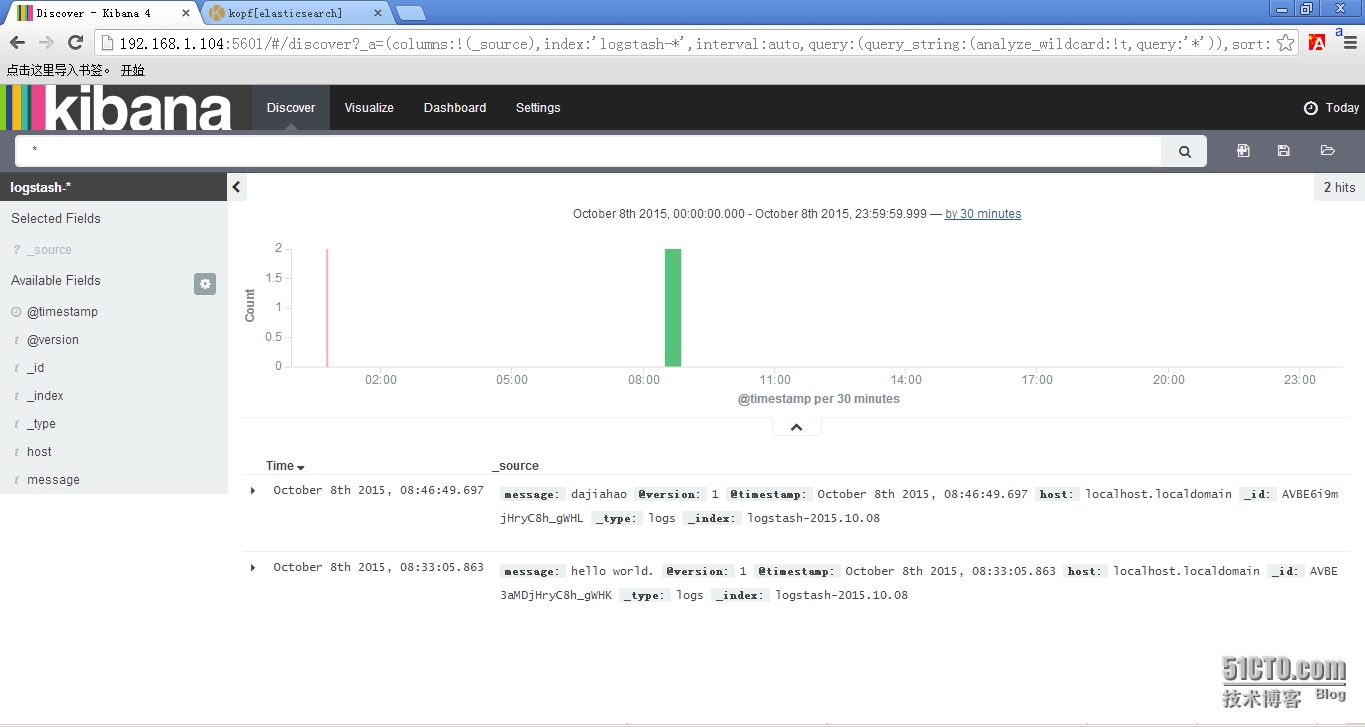 Discover - Kibana 4
kopf[elasticsearch]
192.168.1.104:5601/#/discover?_a=(columns:!(_source),index:'logstash-*',interval:auto,query:(query_string:(analyze_wildcard:!t,query:'*')),sort:
点击这里导入书签。 开始
kibana Discover Visualize Dashboard Settings Today
*
logstash-*
2 hits
Selected Fields
? _source
Available Fields
@timestamp
t @version
t _id
t _index
t _type
t host
t message
October 8th 2015, 00:00:00.000 - October 8th 2015, 23:59:59.999 — by 30 minutes
Count
2
1.5
1
0.5
0
02:00 05:00 08:00 11:00 14:00 17:00 20:00 23:00
@timestamp per 30 minutes
Time _source
October 8th 2015, 08:46:49.697 message: dajiahao @version: 1 @timestamp: October 8th 2015, 08:46:49.697 host: localhost.localdomain _id: AVBE6i9m
jHryC8h_gWHL _type: logs _index: logstash-2015.10.08
October 8th 2015, 08:33:05.863 message: hello world. @version: 1 @timestamp: October 8th 2015, 08:33:05.863 host: localhost.localdomain _id: AVBE
3aMDjHryC8h_gWHK _type: logs _index: logstash-2015.10.08
51CTO.com
技术博客 Blog